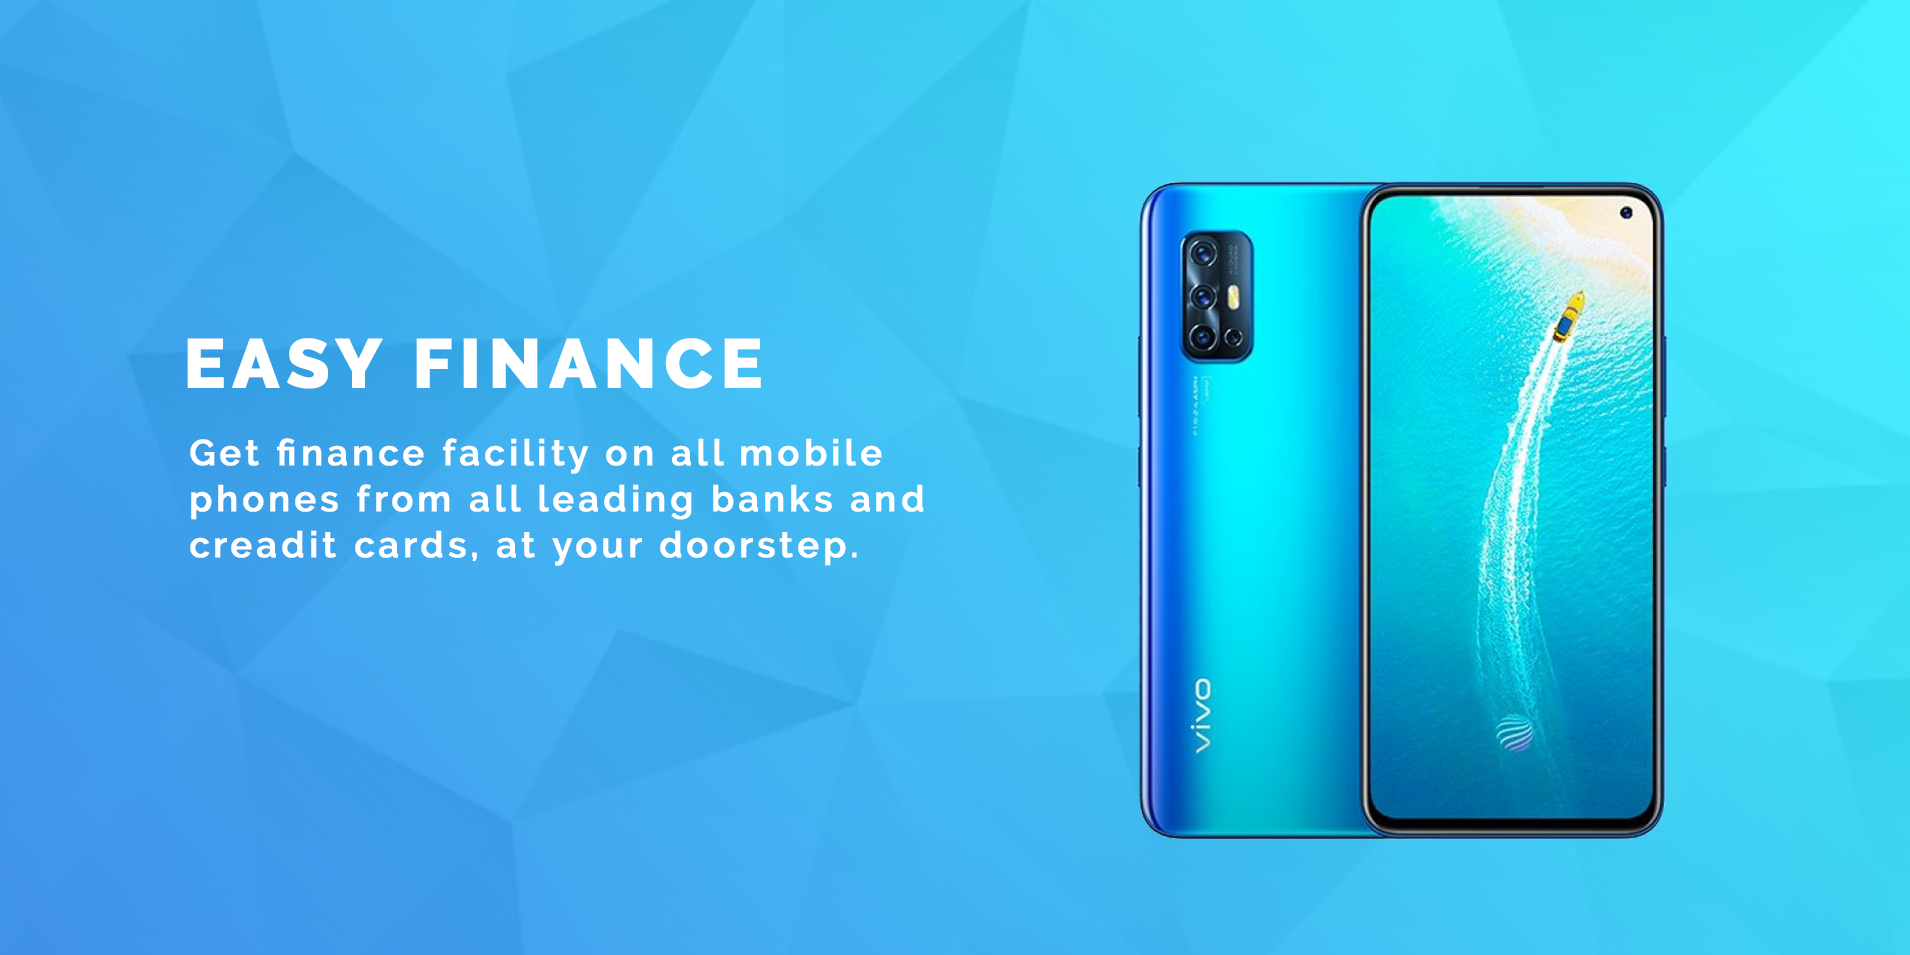 EASY FINANCE
Get finance facility on all mobile
phones from all leading banks and
creadit cards, at your doorstep.
vivo